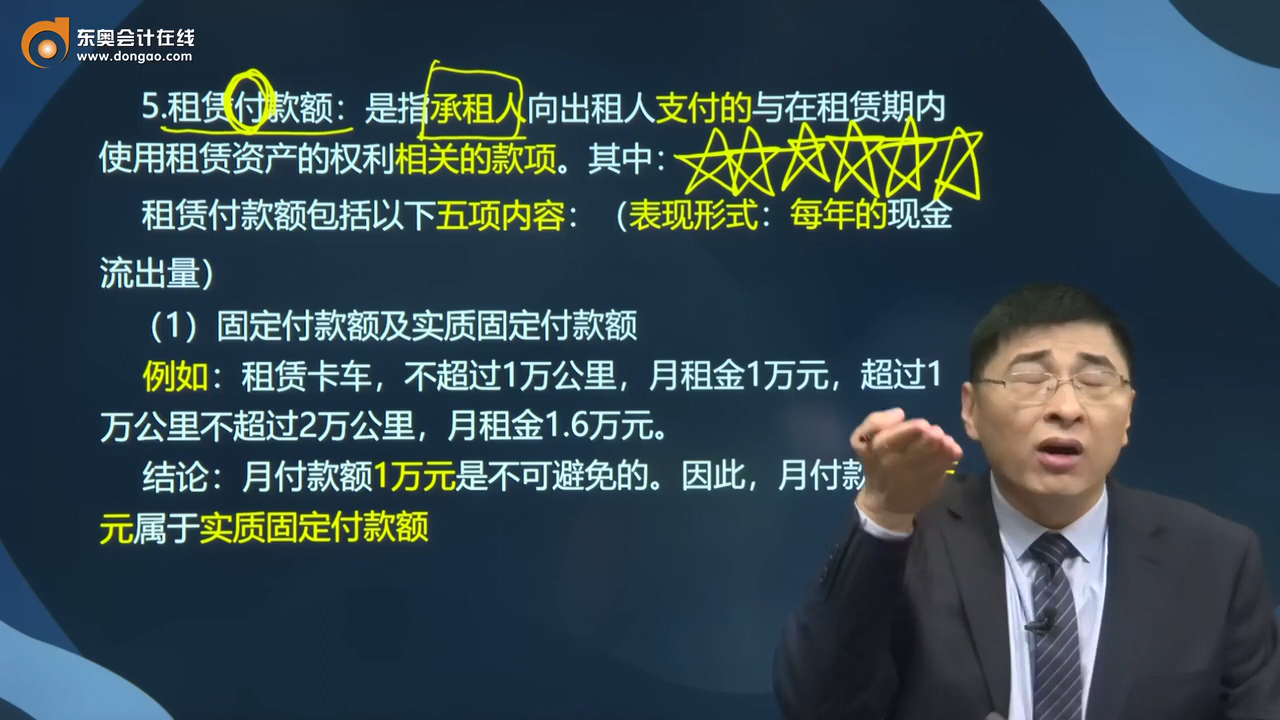 东奥会计在线
www.dongao.com
5.租赁付款额：是指承租人向出租人支付的与在租赁期内
使用租赁资产的权利相关的款项。其中：
租赁付款额包括以下五项内容：（表现形式：每年的现金
流出量）
（1）固定付款额及实质固定付款额
例如：租赁卡车，不超过1万公里，月租金1万元，超过1
万公里不超过2万公里，月租金1.6万元。
结论：月付款额1万元是不可避免的。因此，月付款
元属于实质固定付款额